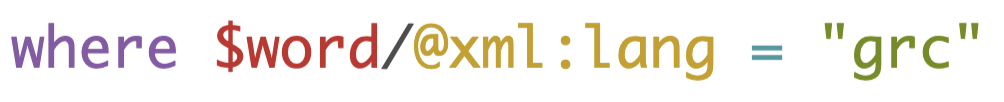 where $word/@xml:lang = "grc"